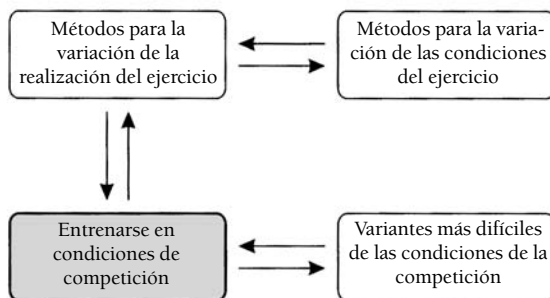 Métodos para la
variación de la
realización del ejercicio
Métodos para la varia-
ción de las condiciones
del ejercicio
Entrenarse en
condiciones de
competición
Variantes más difíciles
de las condiciones de la
competición